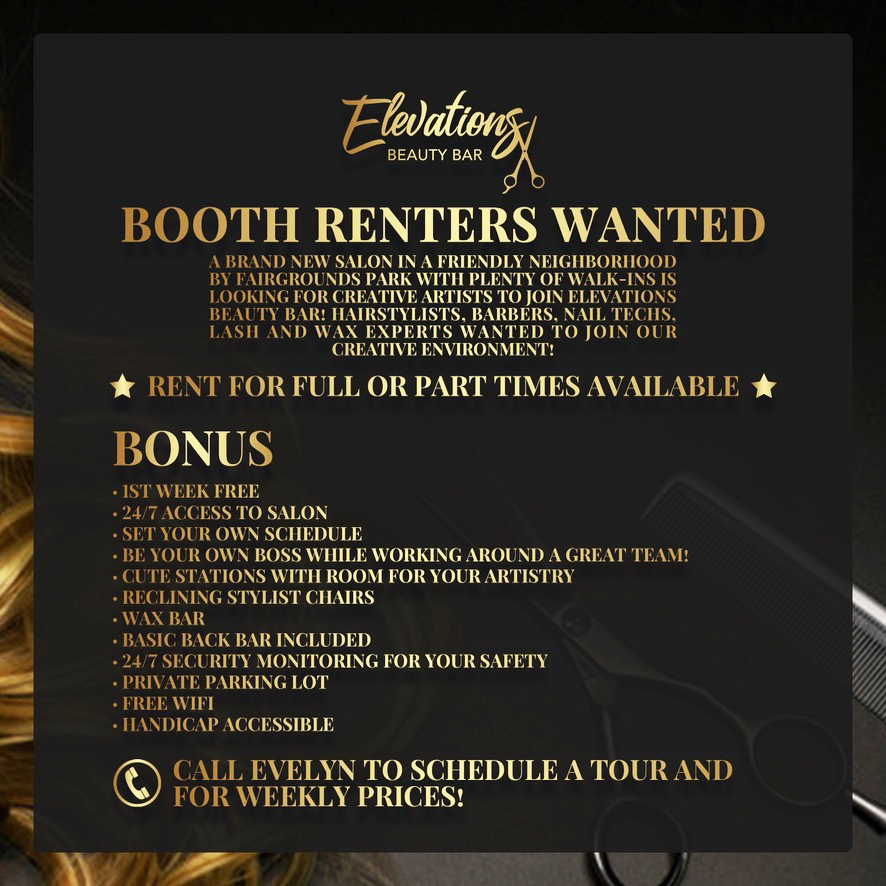 Elevations
BEAUTY BAR
BOOTH RENTERS WANTED
A BRAND NEW SALON IN A FRIENDLY NEIGHBORHOOD
BY FAIRGROUNDS PARK WITH PLENTY OF WALK-INS IS
LOOKING FOR CREATIVE ARTISTS TO JOIN ELEVATIONS
BEAUTY BAR! HAIRSTYLISTS, BARBERS, NAIL TECHS,
LASH AND WAX EXPERTS WANTED TO JOIN OUR
CREATIVE ENVIRONMENT!
RENT FOR FULL OR PART TIMES AVAILABLE
BONUS
• 1ST WEEK FREE
• 24/7 ACCESS TO SALON
• SET YOUR OWN SCHEDULE
• BE YOUR OWN BOSS WHILE WORKING AROUND A GREAT TEAM!
• CUTE STATIONS WITH ROOM FOR YOUR ARTISTRY
• RECLINING STYLIST CHAIRS
• WAX BAR
• BASIC BACK BAR INCLUDED
• 24/7 SECURITY MONITORING FOR YOUR SAFETY
• PRIVATE PARKING LOT
• FREE WIFI
• HANDICAP ACCESSIBLE
CALL EVELYN TO SCHEDULE A TOUR AND
FOR WEEKLY PRICES!